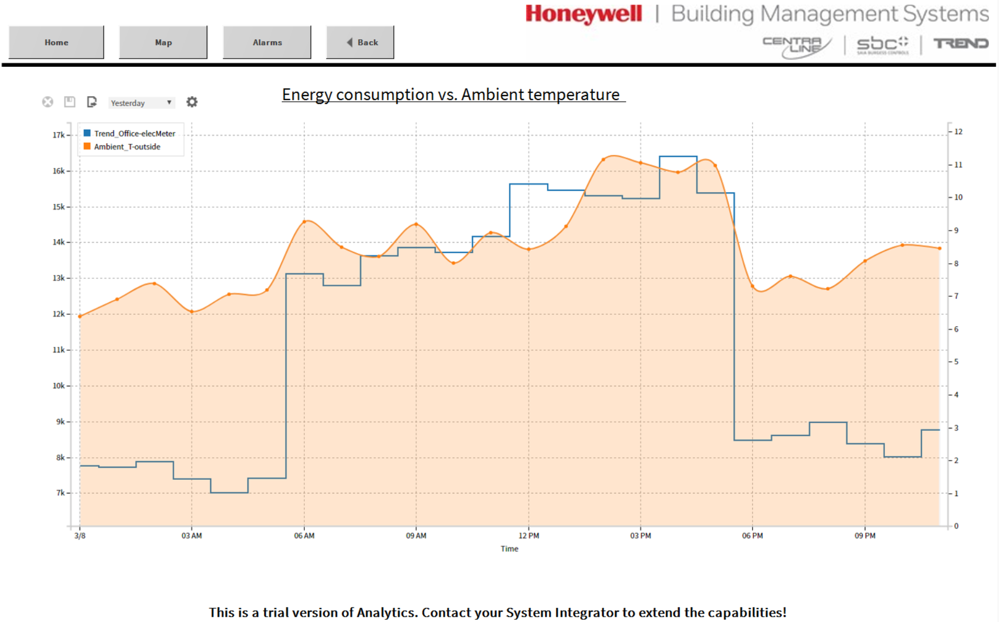 Honeywell | Building Management Systems
Home
Map
Alarms
Back
CENTRA
LINE
sbc
SAIA BURGESS CONTROLS
TREND
Energy consumption vs. Ambient temperature
Yesterday
Trend_Office-elecMeter
Ambient_T-outside
17k
16k
15k
14k
13k
12k
11k
10k
9k
8k
7k
12
11
10
9
8
7
6
5
4
3
2
1
0
3/8
03 AM
06 AM
09 AM
12 PM
03 PM
06 PM
09 PM
Time
This is a trial version of Analytics. Contact your System Integrator to extend the capabilities!